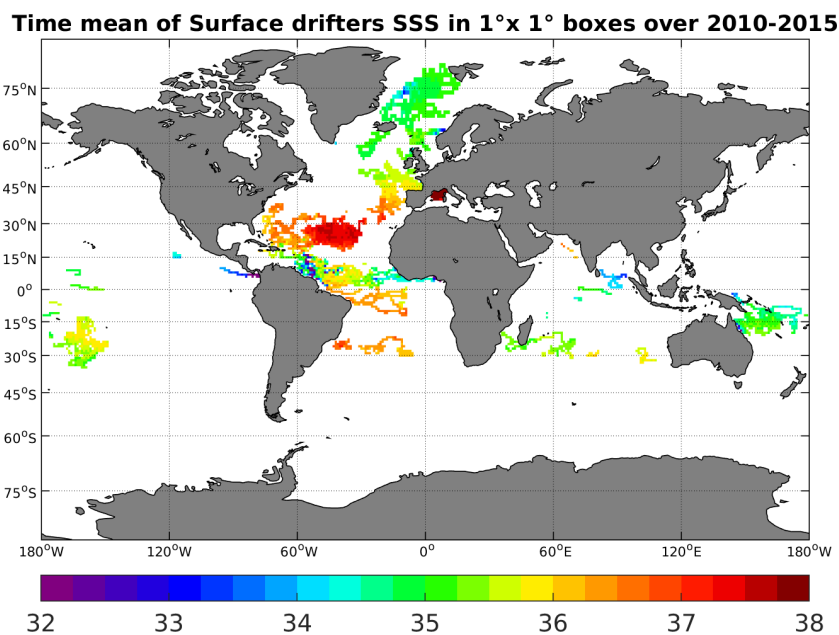 Time mean of Surface drifters SSS in 1°x 1° boxes over 2010-2015
75°N
60°N
45°N
30°N
15°N
0°
15°S
30°S
45°S
60°S
75°S
180°W 120°W 60°W 0° 60°E 120°E 180°W
32 33 34 35 36 37 38